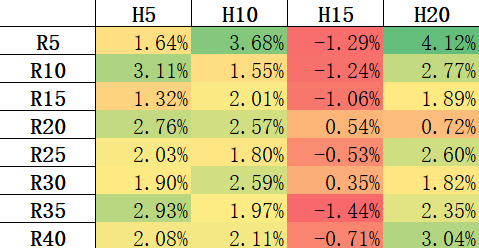 H5 H10 H15 H20
R5 1.64% 3.68% -1.29% 4.12%
R10 3.11% 1.55% -1.24% 2.77%
R15 1.32% 2.01% -1.06% 1.89%
R20 2.76% 2.57% 0.54% 0.72%
R25 2.03% 1.80% -0.53% 2.60%
R30 1.90% 2.59% 0.35% 1.82%
R35 2.93% 1.97% -1.44% 2.35%
R40 2.08% 2.11% -0.71% 3.04%